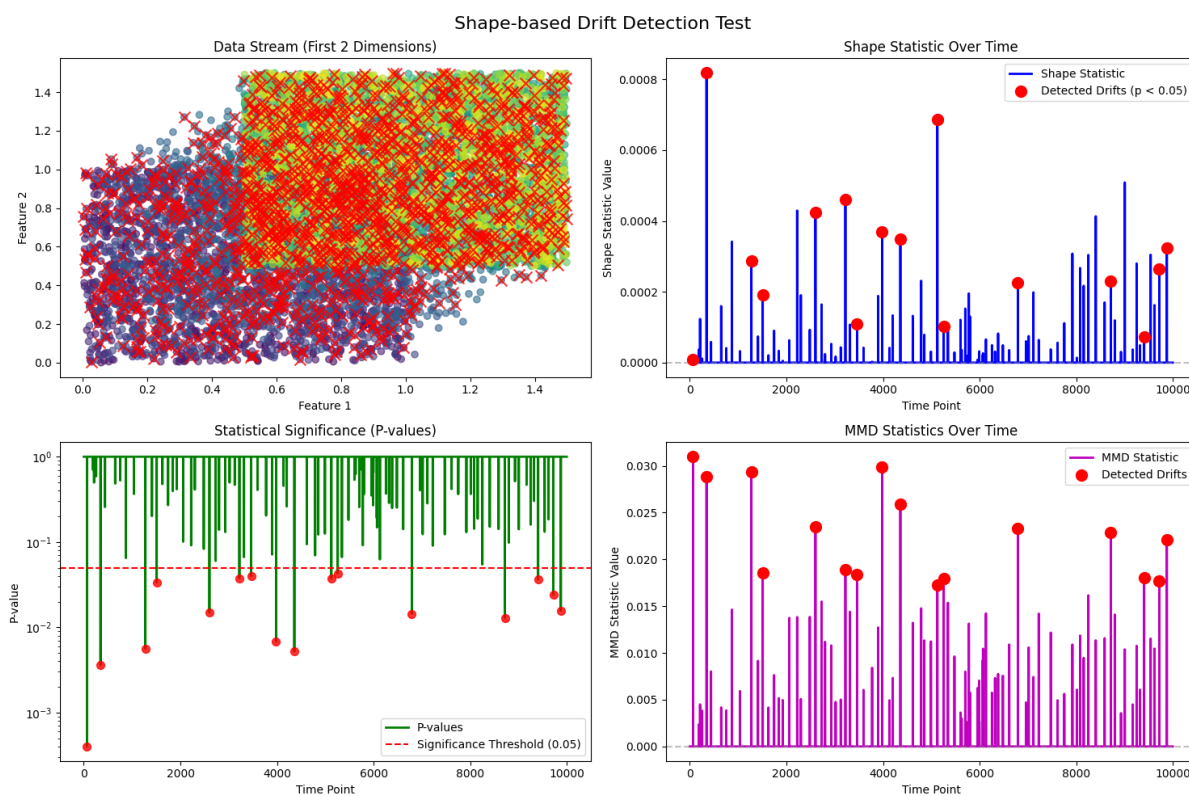 Shape-based Drift Detection Test
Data Stream (First 2 Dimensions)
Feature 2
1.4
1.2
1.0
0.8
0.6
0.4
0.2
0.0
0.0 0.2 0.4 0.6 0.8 1.0 1.2 1.4
Feature 1
Shape Statistic Over Time
Shape Statistic Value
0.0008
0.0006
0.0004
0.0002
0.0000
Shape Statistic
Detected Drifts (p < 0.05)
0 2000 4000 6000 8000 10000
Time Point
Statistical Significance (P-values)
P-value
10⁰
10⁻¹
10⁻²
10⁻³
P-values
Significance Threshold (0.05)
0 2000 4000 6000 8000 10000
Time Point
MMD Statistics Over Time
MMD Statistic Value
0.030
0.025
0.020
0.015
0.010
0.005
0.000
MMD Statistic
Detected Drifts
0 2000 4000 6000 8000 10000
Time Point